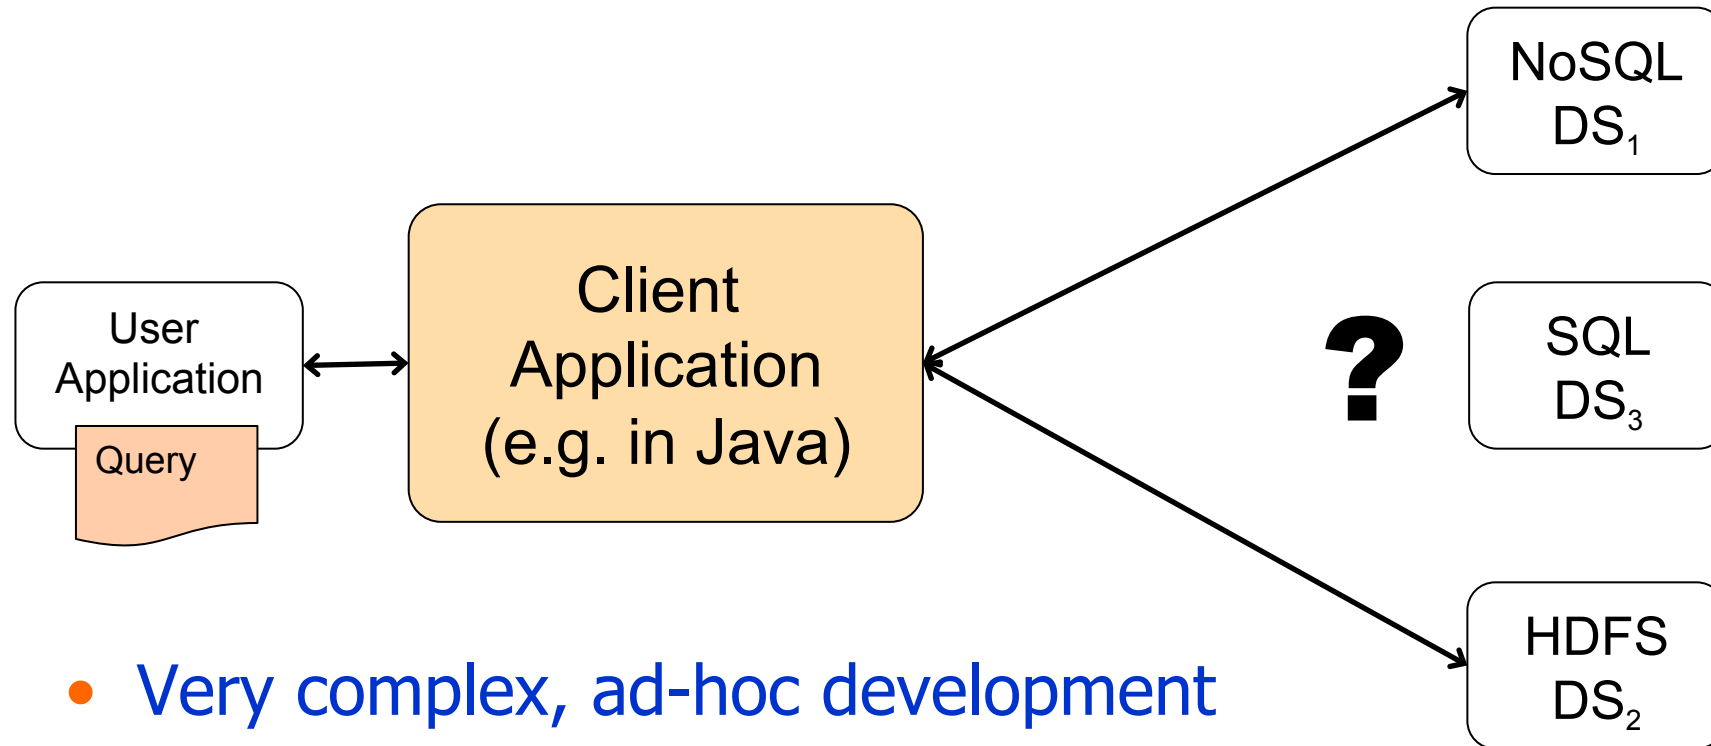 User
Application
Query
Client
Application
(e.g. in Java)
NoSQL
DS₁
?
SQL
DS₃
HDFS
DS₂
• Very complex, ad-hoc development